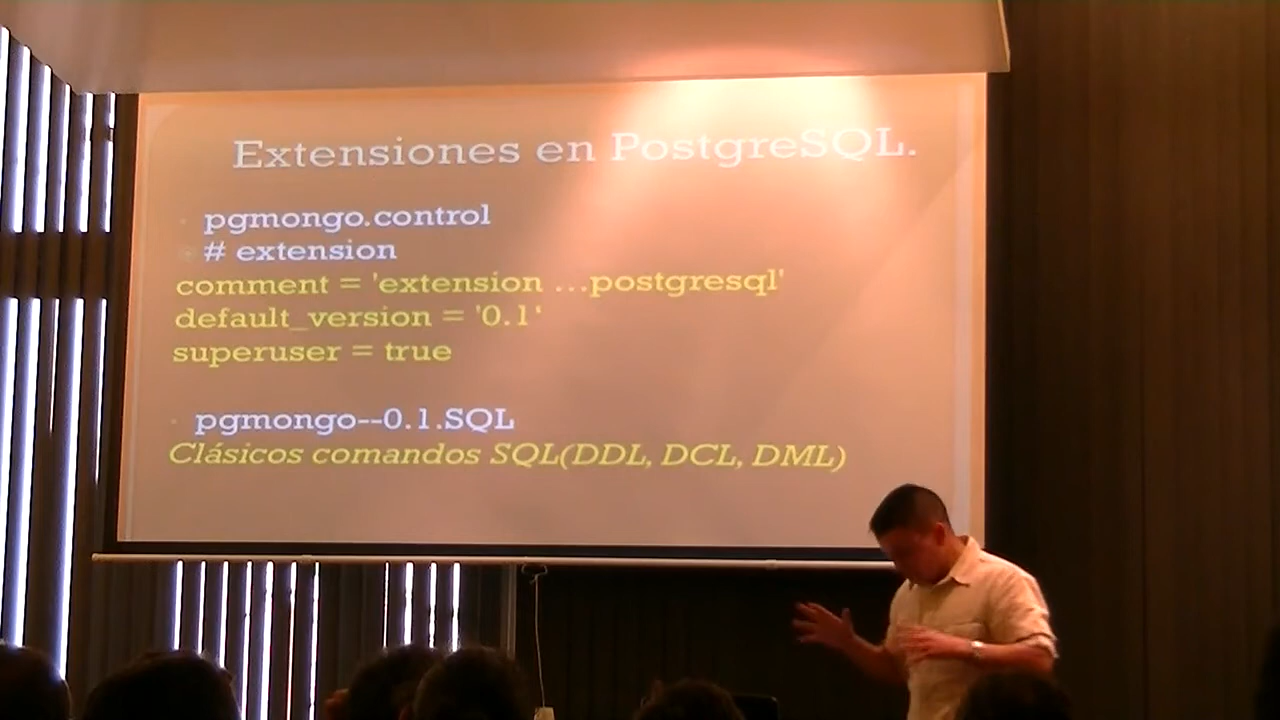 Extensiones en PostgreSQL.
pgmongo.control
# extension
comment = 'extension ...postgresql'
default_version = '0.1'
superuser = true
pgmongo--0.1.SQL
Clásicos comandos SQL(DDL, DCL, DML)